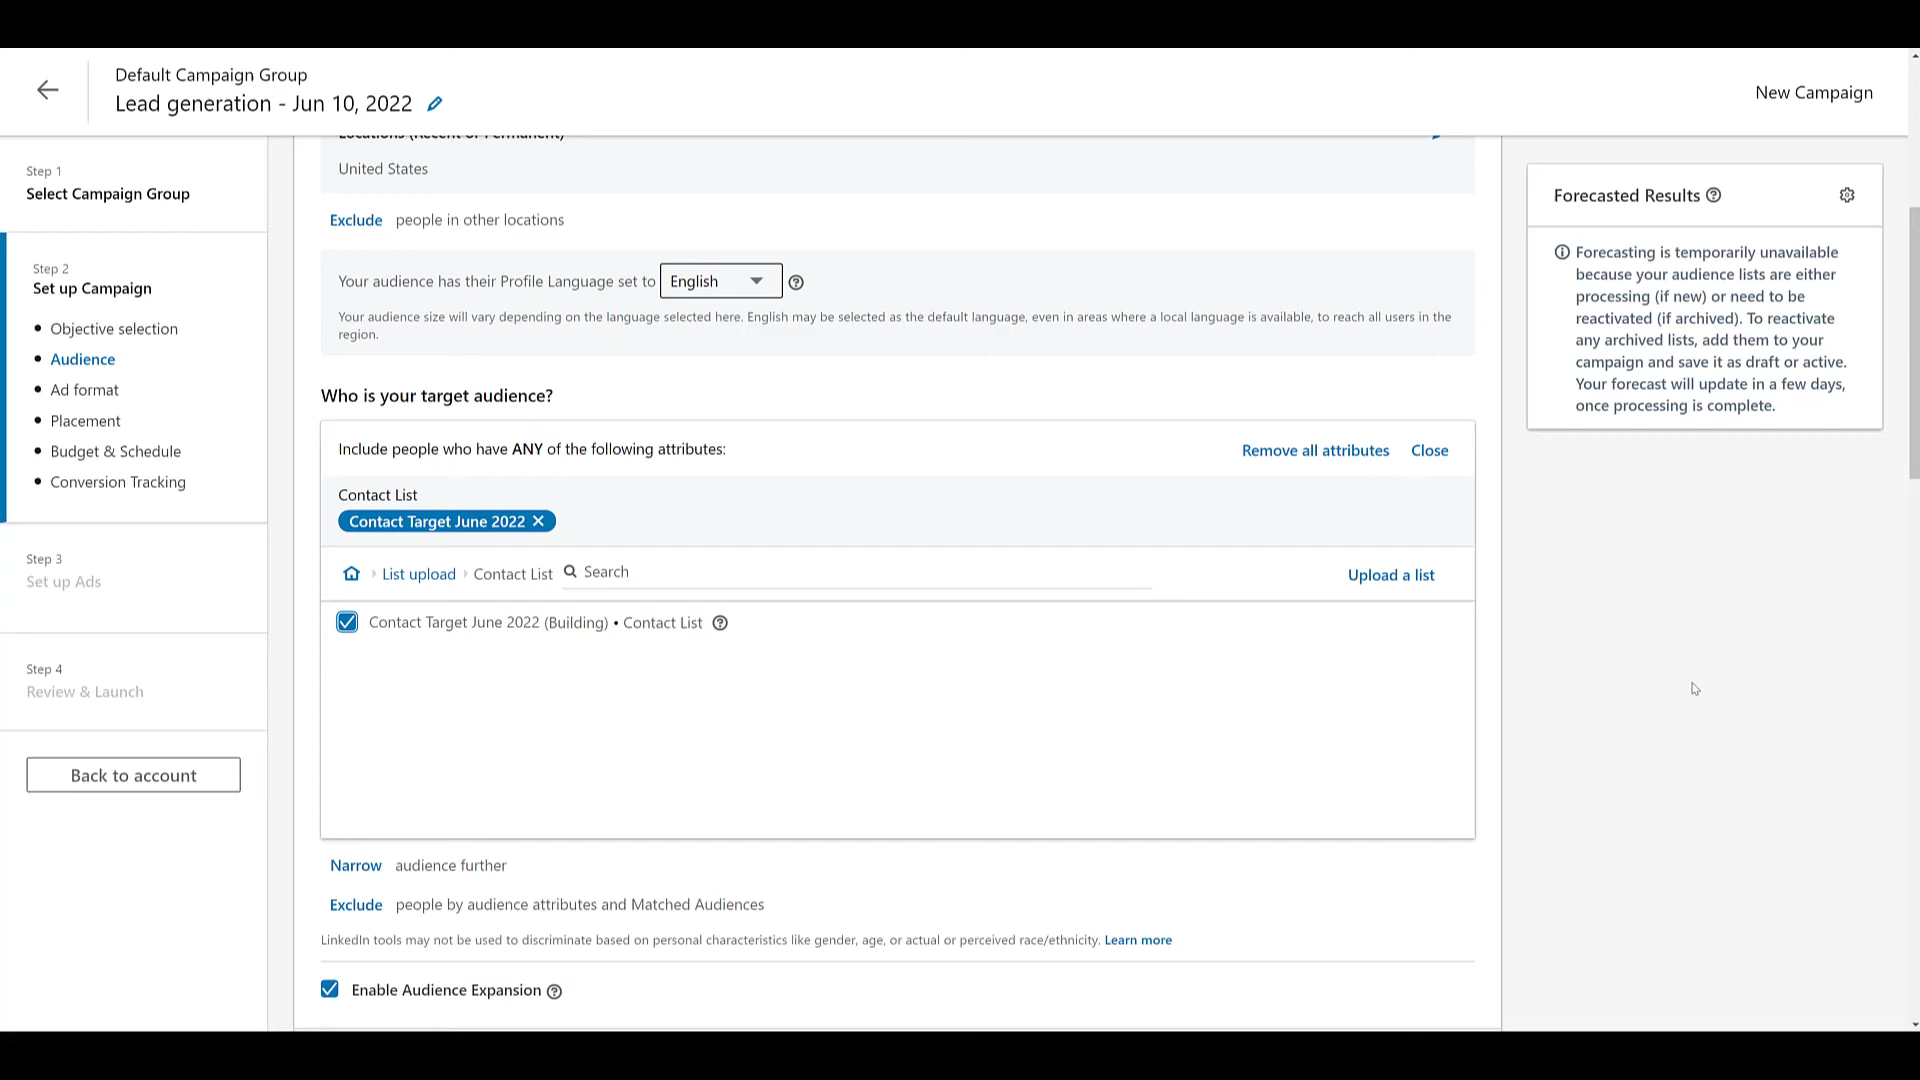 Default Campaign Group
Lead generation - Jun 10, 2022
New Campaign
Step 1
Select Campaign Group
Step 2
Set up Campaign
Objective selection
Audience
Ad format
Placement
Budget & Schedule
Conversion Tracking
Step 3
Set up Ads
Step 4
Review & Launch
Back to account
Locations (Recent or Permanent)
United States
Exclude people in other locations
Your audience has their Profile Language set to English
Your audience size will vary depending on the language selected here. English may be selected as the default language, even in areas where a local language is available, to reach all users in the
region.
Who is your target audience?
Include people who have ANY of the following attributes:
Remove all attributes Close
Contact List
Contact Target June 2022
List upload Contact List Search
Upload a list
Contact Target June 2022 (Building) • Contact List
Narrow audience further
Exclude people by audience attributes and Matched Audiences
LinkedIn tools may not be used to discriminate based on personal characteristics like gender, age, or actual or perceived race/ethnicity. Learn more
Enable Audience Expansion
Forecasted Results
Forecasting is temporarily unavailable
because your audience lists are either
processing (if new) or need to be
reactivated (if archived). To reactivate
any archived lists, add them to your
campaign and save it as draft or active.
Your forecast will update in a few days,
once processing is complete.